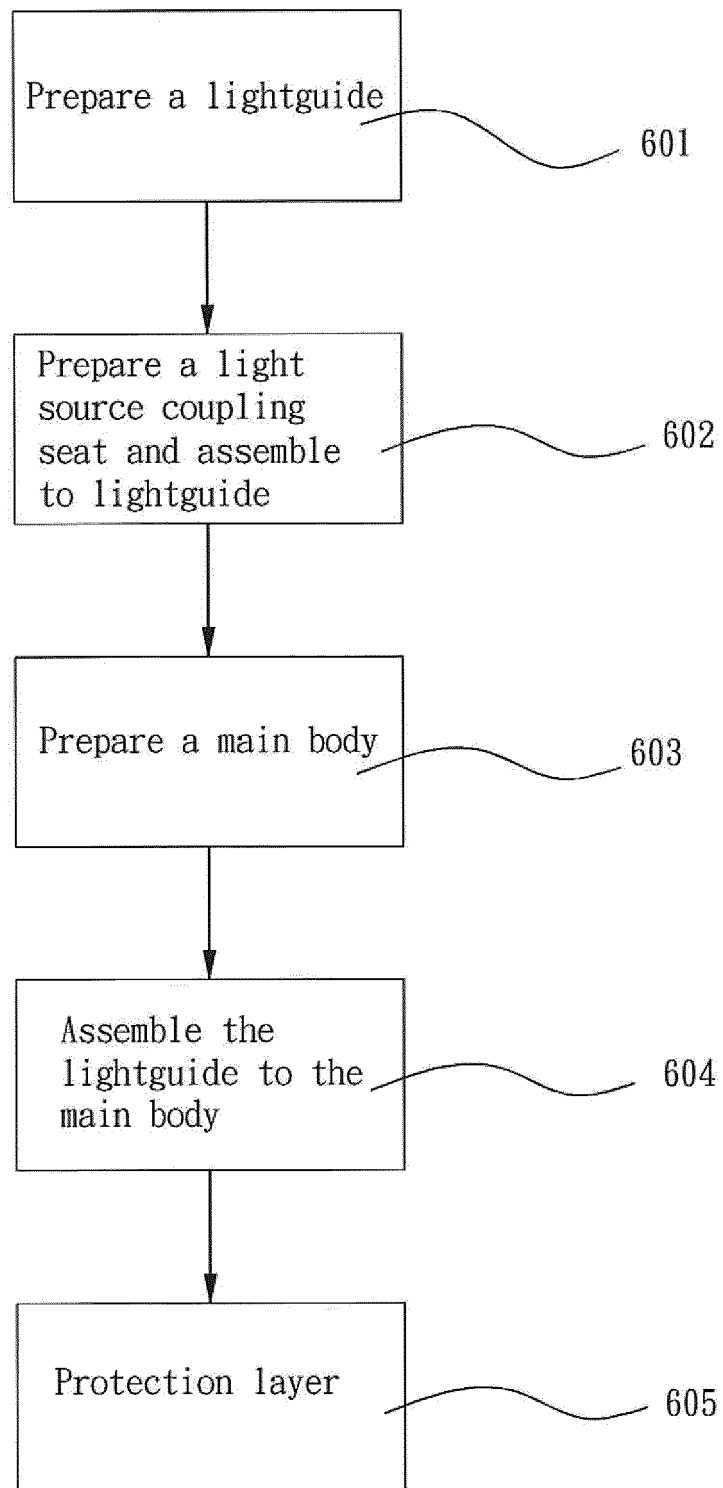 Prepare a lightguide
601
Prepare a light
source coupling
seat and assemble
to lightguide
602
Prepare a main body
603
Assemble the
lightguide to the
main body
604
Protection layer
605